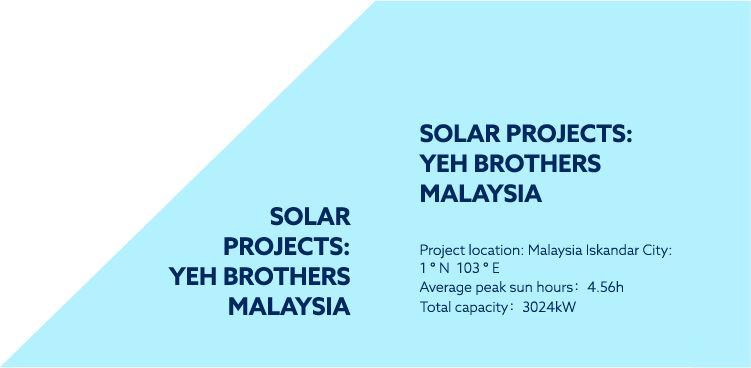 SOLAR
PROJECTS:
YEH BROTHERS
MALAYSIA
SOLAR PROJECTS:
YEH BROTHERS
MALAYSIA
Project location: Malaysia Iskandar City:
1 ° N  103 ° E
Average peak sun hours：4.56h
Total capacity：3024kW